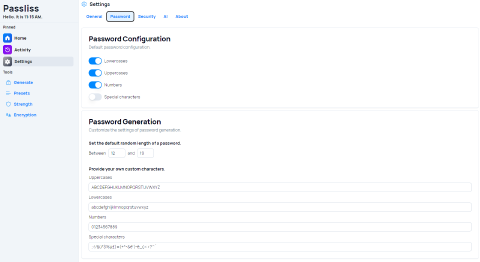 Passliss
Hello, it is 11:15 AM.
Pinned
Home
Activity
Settings
Tools
Generate
Presets
Strength
Encryption
Settings
General
Password
Security
AI
About
Password Configuration
Default password configuration.
Lowercases
Uppercases
Numbers
Special characters
Password Generation
Customize the settings of password generation.
Set the default random length of a password.
Between 12 and
Provide your own custom characters.
Uppercases
ABCDEFGHIJKLMNOPQRSTUVWXYZ
Lowercases
abcdefghijklmnopqrstuvwxyz
Numbers
0123456789
Special characters